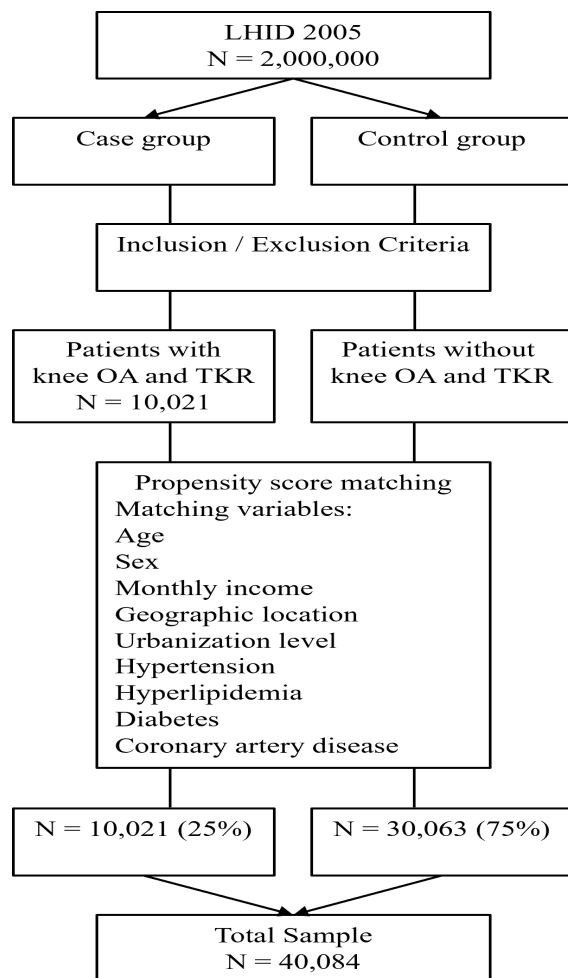 LHID 2005
N = 2,000,000
Case group
Control group
Inclusion / Exclusion Criteria
Patients with
knee OA and TKR
N = 10,021
Patients without
knee OA and TKR
Propensity score matching
Matching variables:
Age
Sex
Monthly income
Geographic location
Urbanization level
Hypertension
Hyperlipidemia
Diabetes
Coronary artery disease
N = 10,021 (25%)
N = 30,063 (75%)
Total Sample
N = 40,084